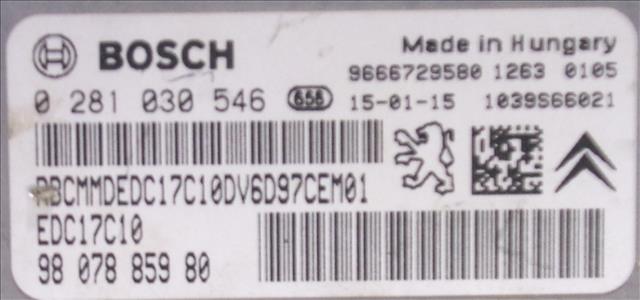 BOSCH
Made in Hungary
9666729580 1263 0105
0 281 030 546 656 15-01-15 1039S66021
RBCMMDEDC17C10DV6D97CEM01
EDC17C10
98 078 859 80